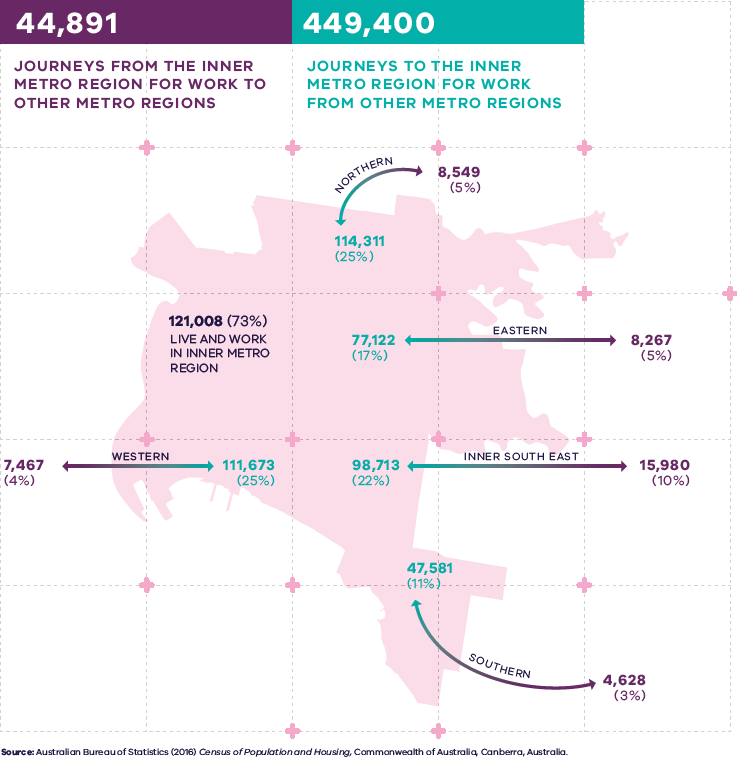 44,891
449,400
JOURNEYS FROM THE INNER
METRO REGION FOR WORK TO
OTHER METRO REGIONS
JOURNEYS TO THE INNER
METRO REGION FOR WORK
FROM OTHER METRO REGIONS
NORTHERN
8,549
(5%)
114,311
(25%)
121,008 (73%)
LIVE AND WORK
IN INNER METRO
REGION
EASTERN
77,122
(17%)
8,267
(5%)
WESTERN
7,467
(4%)
111,673
(25%)
INNER SOUTH EAST
98,713
(22%)
15,980
(10%)
47,581
(11%)
SOUTHERN
4,628
(3%)
Source: Australian Bureau of Statistics (2016) Census of Population and Housing, Commonwealth of Australia, Canberra, Australia.